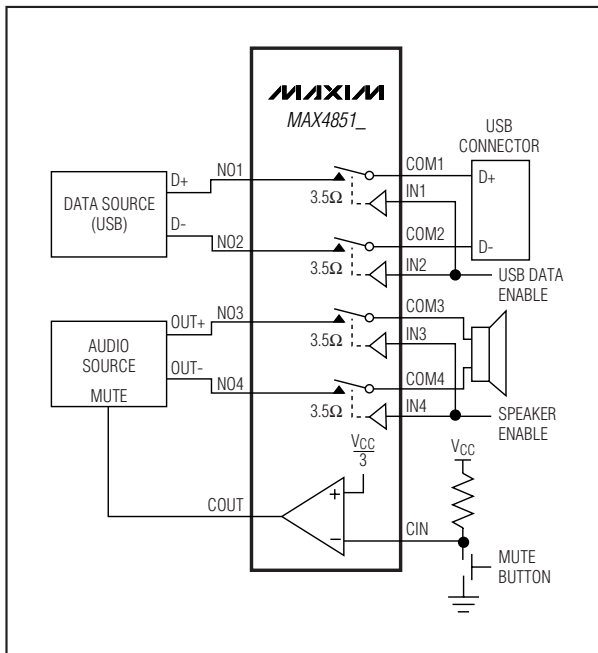 MAXIM
MAX4851_
USB
CONNECTOR
DATA SOURCE
(USB)
D+
D-
NO1
NO2
3.5Ω
3.5Ω
COM1
IN1
COM2
IN2
D+
D-
USB DATA
ENABLE
AUDIO
SOURCE
MUTE
OUT+
OUT-
NO3
NO4
3.5Ω
3.5Ω
COM3
IN3
COM4
IN4
SPEAKER
ENABLE
VCC
3
VCC
COUT
+
−
CIN
MUTE
BUTTON